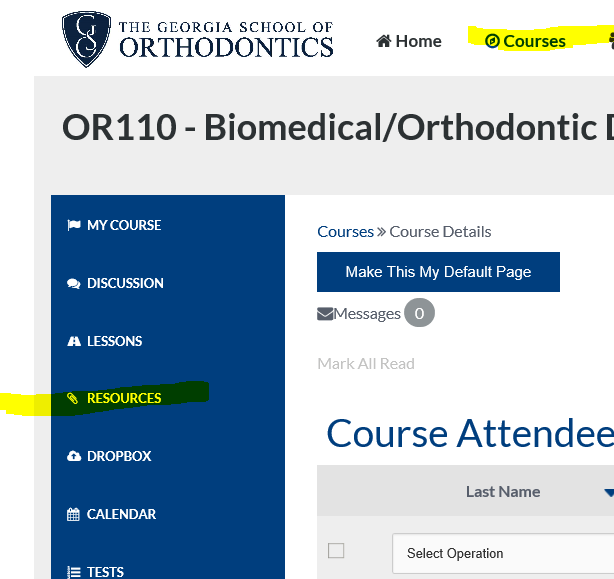 THE GEORGIA SCHOOL OF
ORTHODONTICS
Home
Courses
OR110 - Biomedical/Orthodontic
MY COURSE
DISCUSSION
LESSONS
RESOURCES
DROPBOX
CALENDAR
TESTS
Courses » Course Details
Make This My Default Page
Messages 0
Mark All Read
Course Attendee
Last Name
Select Operation